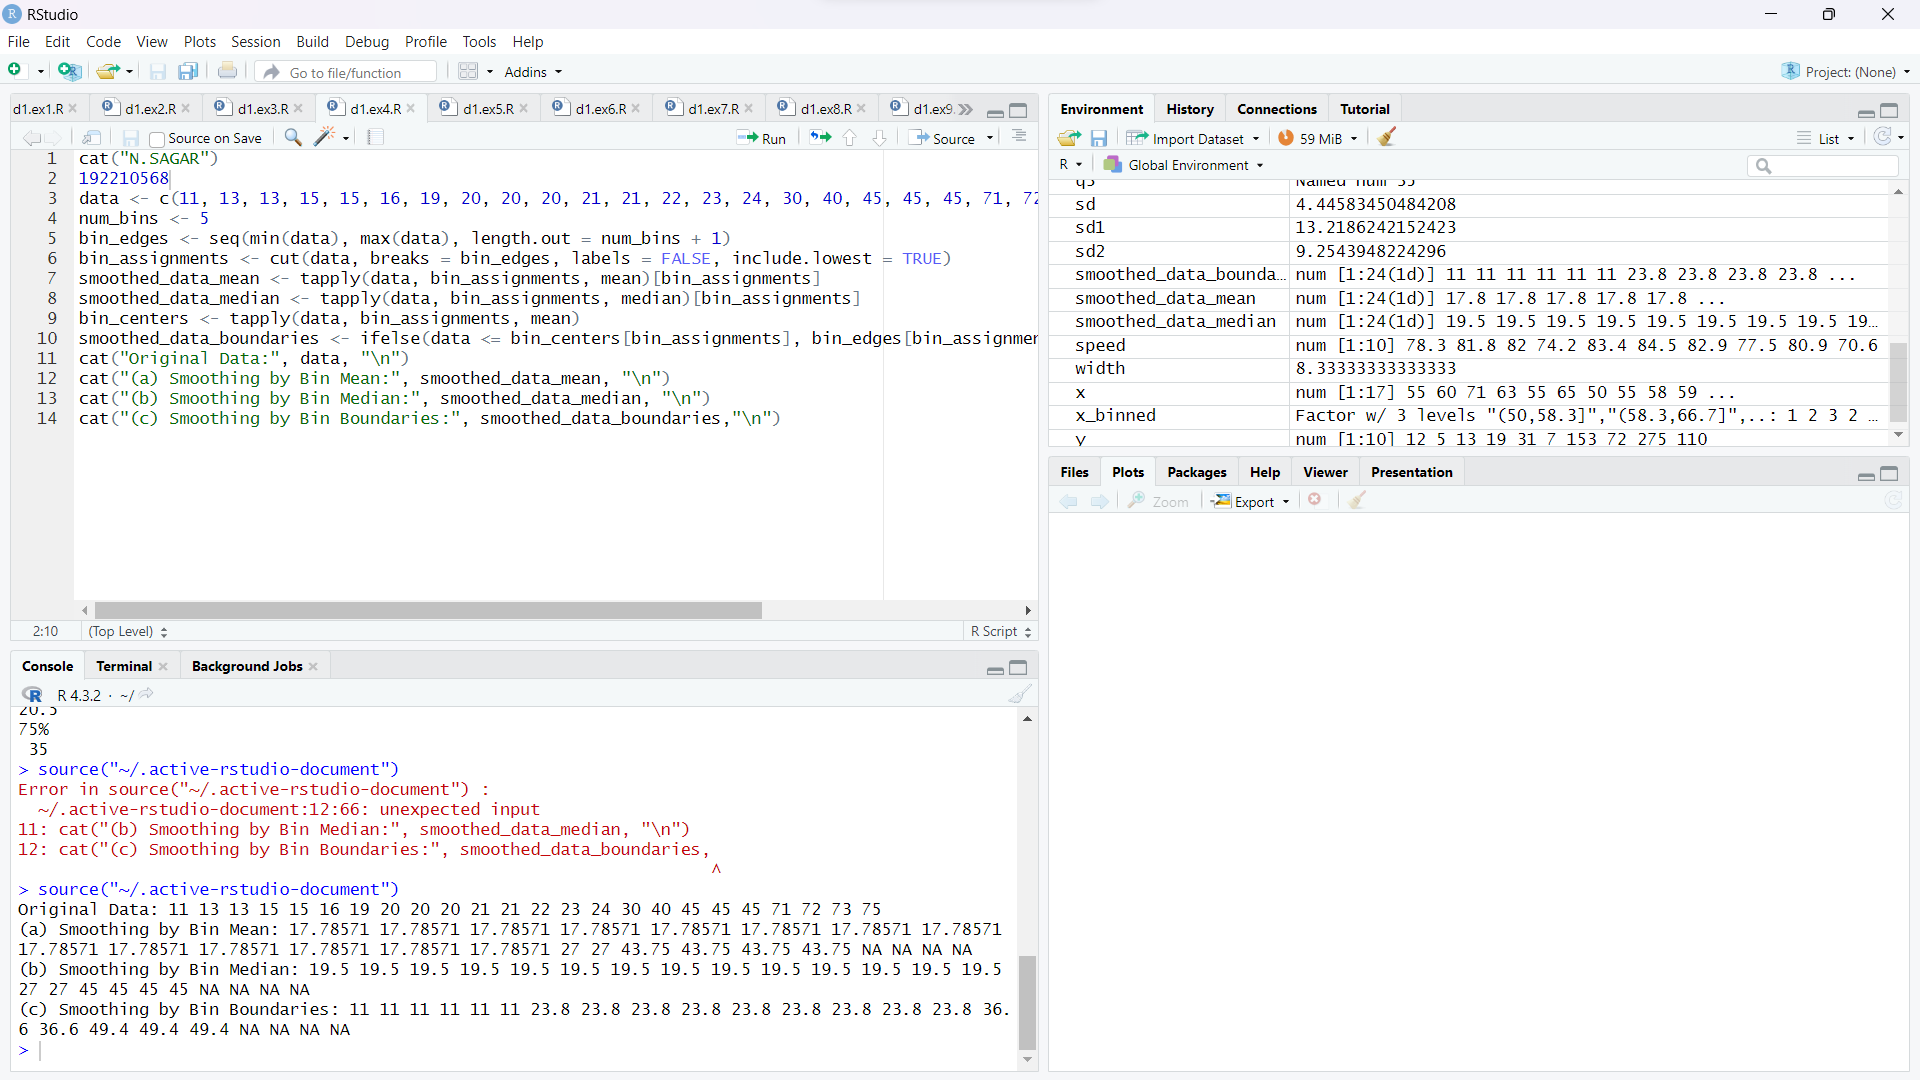 RStudio
File Edit Code View Plots Session Build Debug Profile Tools Help
Go to file/function Addins Project: (None)
d1.ex1.R d1.ex2.R d1.ex3.R d1.ex4.R d1.ex5.R d1.ex6.R d1.ex7.R d1.ex8.R d1.ex9.
Source on Save Run Source
1 cat("N.SAGAR")
2 192210568
3 data <- c(11, 13, 13, 15, 15, 16, 19, 20, 20, 20, 21, 21, 22, 23, 24, 30, 40, 45, 45, 45, 71, 72
4 num_bins <- 5
5 bin_edges <- seq(min(data), max(data), length.out = num_bins + 1)
6 bin_assignments <- cut(data, breaks = bin_edges, labels = FALSE, include.lowest = TRUE)
7 smoothed_data_mean <- tapply(data, bin_assignments, mean)[bin_assignments]
8 smoothed_data_median <- tapply(data, bin_assignments, median)[bin_assignments]
9 bin_centers <- tapply(data, bin_assignments, mean)
10 smoothed_data_boundaries <- ifelse(data <= bin_centers[bin_assignments], bin_edges[bin_assignmen
11 cat("Original Data:", data, "\n")
12 cat("(a) Smoothing by Bin Mean:", smoothed_data_mean, "\n")
13 cat("(b) Smoothing by Bin Median:", smoothed_data_median, "\n")
14 cat("(c) Smoothing by Bin Boundaries:", smoothed_data_boundaries,"\n")
2:10 (Top Level) R Script
Console Terminal Background Jobs
R 4.3.2 · ~/
20.5
75%
35
> source("~/.active-rstudio-document")
Error in source("~/.active-rstudio-document") :
~/.active-rstudio-document:12:66: unexpected input
11: cat("(b) Smoothing by Bin Median:", smoothed_data_median, "\n")
12: cat("(c) Smoothing by Bin Boundaries:", smoothed_data_boundaries,
^
> source("~/.active-rstudio-document")
Original Data: 11 13 13 15 15 16 19 20 20 20 21 21 22 23 24 30 40 45 45 45 71 72 73 75
(a) Smoothing by Bin Mean: 17.78571 17.78571 17.78571 17.78571 17.78571 17.78571 17.78571 17.78571
17.78571 17.78571 17.78571 17.78571 17.78571 17.78571 27 27 43.75 43.75 43.75 43.75 NA NA NA NA
(b) Smoothing by Bin Median: 19.5 19.5 19.5 19.5 19.5 19.5 19.5 19.5 19.5 19.5 19.5 19.5 19.5 19.5
27 27 45 45 45 45 NA NA NA NA
(c) Smoothing by Bin Boundaries: 11 11 11 11 11 11 23.8 23.8 23.8 23.8 23.8 23.8 23.8 23.8 23.8 36.
6 36.6 49.4 49.4 49.4 NA NA NA NA
>
Environment History Connections Tutorial
Import Dataset 59 MiB List
R Global Environment
q3 Named num 35
sd 4.44583450484208
sd1 13.2186242152423
sd2 9.2543948224296
smoothed_data_bounda... num [1:24(1d)] 11 11 11 11 11 11 23.8 23.8 23.8 23.8 ...
smoothed_data_mean num [1:24(1d)] 17.8 17.8 17.8 17.8 17.8 ...
smoothed_data_median num [1:24(1d)] 19.5 19.5 19.5 19.5 19.5 19.5 19.5 19.5 19...
speed num [1:10] 78.3 81.8 82 74.2 83.4 84.5 82.9 77.5 80.9 70.6
width 8.33333333333333
x num [1:17] 55 60 71 63 55 65 50 55 58 59 ...
x_binned Factor w/ 3 levels "(50,58.3]","(58.3,66.7]",..: 1 2 3 2 ...
y num [1:10] 12 5 13 19 31 7 153 72 275 110
Files Plots Packages Help Viewer Presentation
Zoom Export